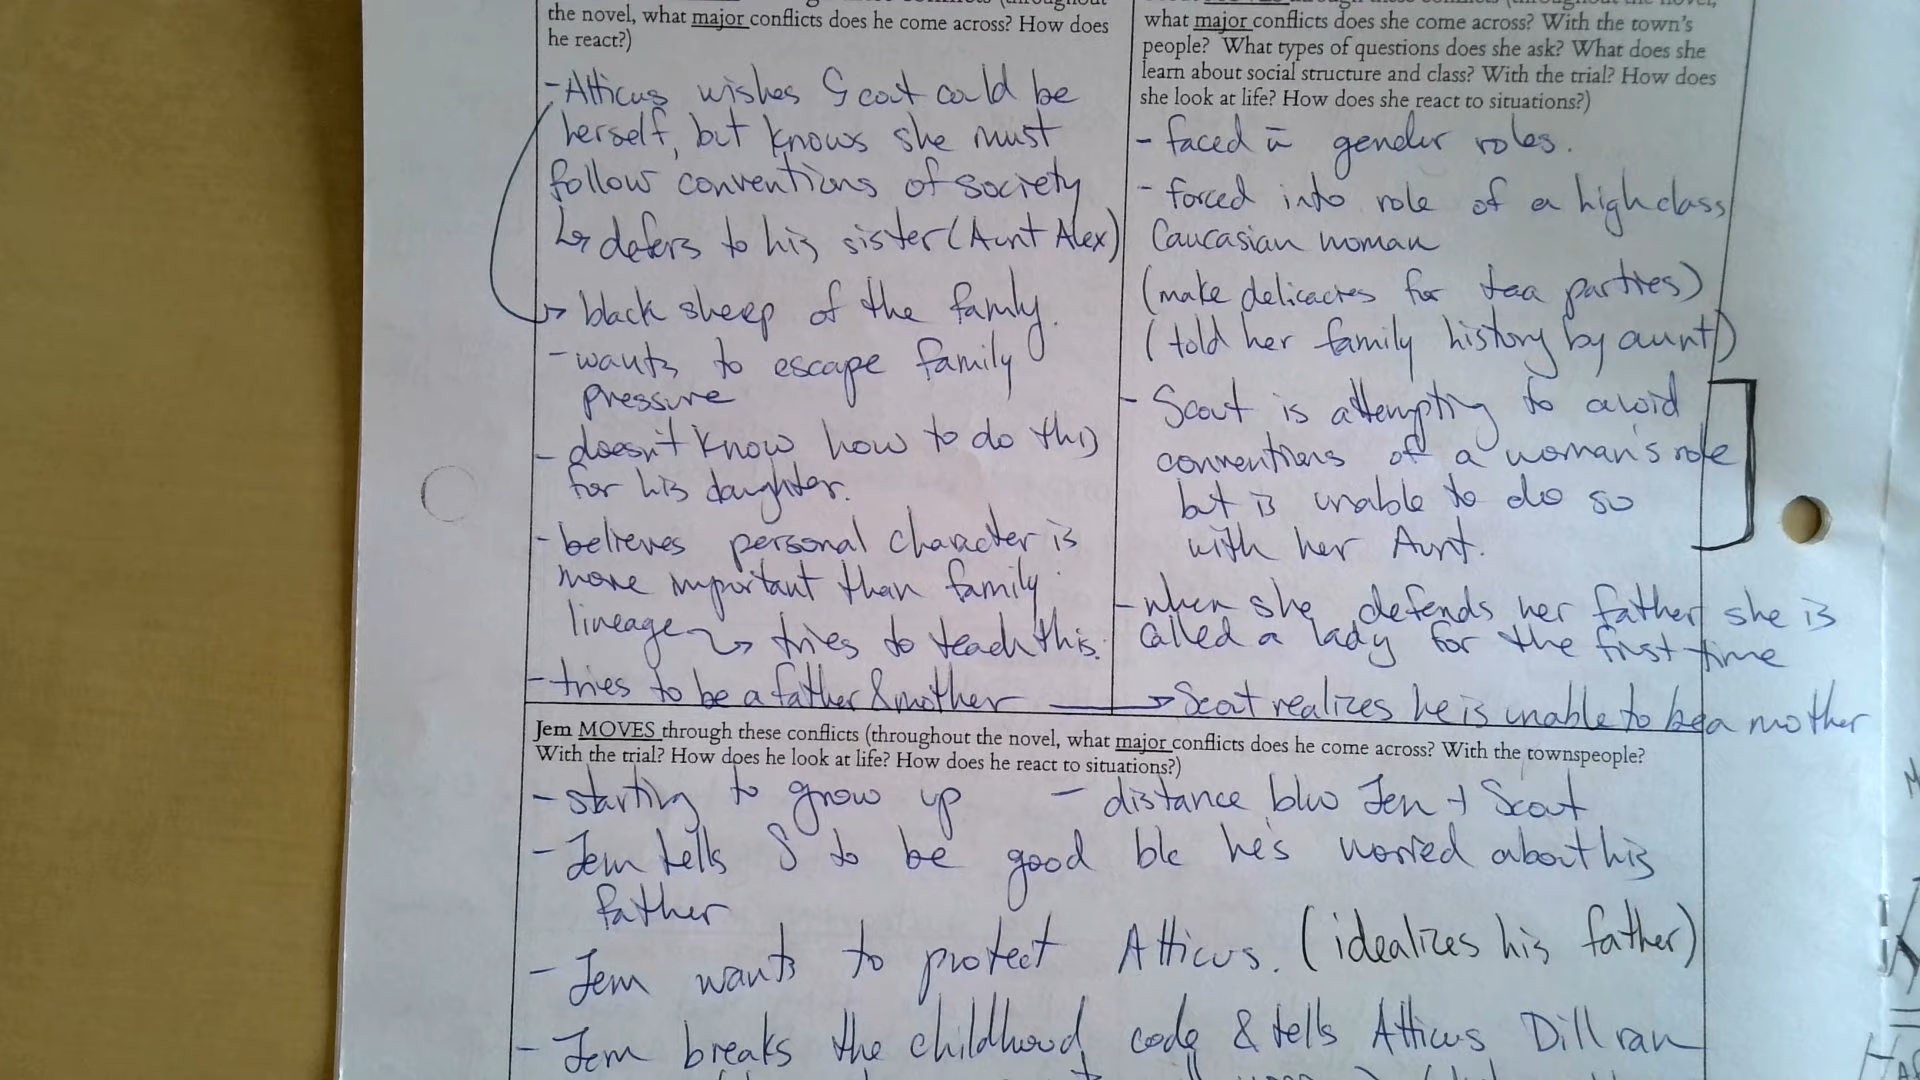 the novel, what major conflicts does he come across? How does
he react?)
- Atticus wishes Scout could be
herself, but knows she must
follow conventions of society
↳ defers to his sister (Aunt Alex)
→ black sheep of the family.
- wants to escape family
pressure
- doesn't know how to do this
for his daughter.
- believes personal character is
more important than family
lineage → tries to teach this.
- tries to be a father & mother → Scout realizes he is unable to be a mother
what major conflicts does she come across? With the town's
people? What types of questions does she ask? What does she
learn about social structure and class? With the trial? How does
she look at life? How does she react to situations?)
- faced c̄ gender roles.
- forced into role of a high class
Caucasian woman
(make delicacies for tea parties)
(told her family history by aunt)
- Scout is attempting to avoid
conventions of a woman's role
but is unable to do so
with her Aunt.
- when she defends her father she is
called a lady for the first time
Jem MOVES through these conflicts (throughout the novel, what major conflicts does he come across? With the townspeople?
With the trial? How does he look at life? How does he react to situations?)
- starting to grow up - distance b/w Jem + Scout
- Jem tells S to be good b/c he's worried about his
father
- Jem wants to protect Atticus. (idealizes his father)
- Jem breaks the childhood code & tells Atticus Dill ran